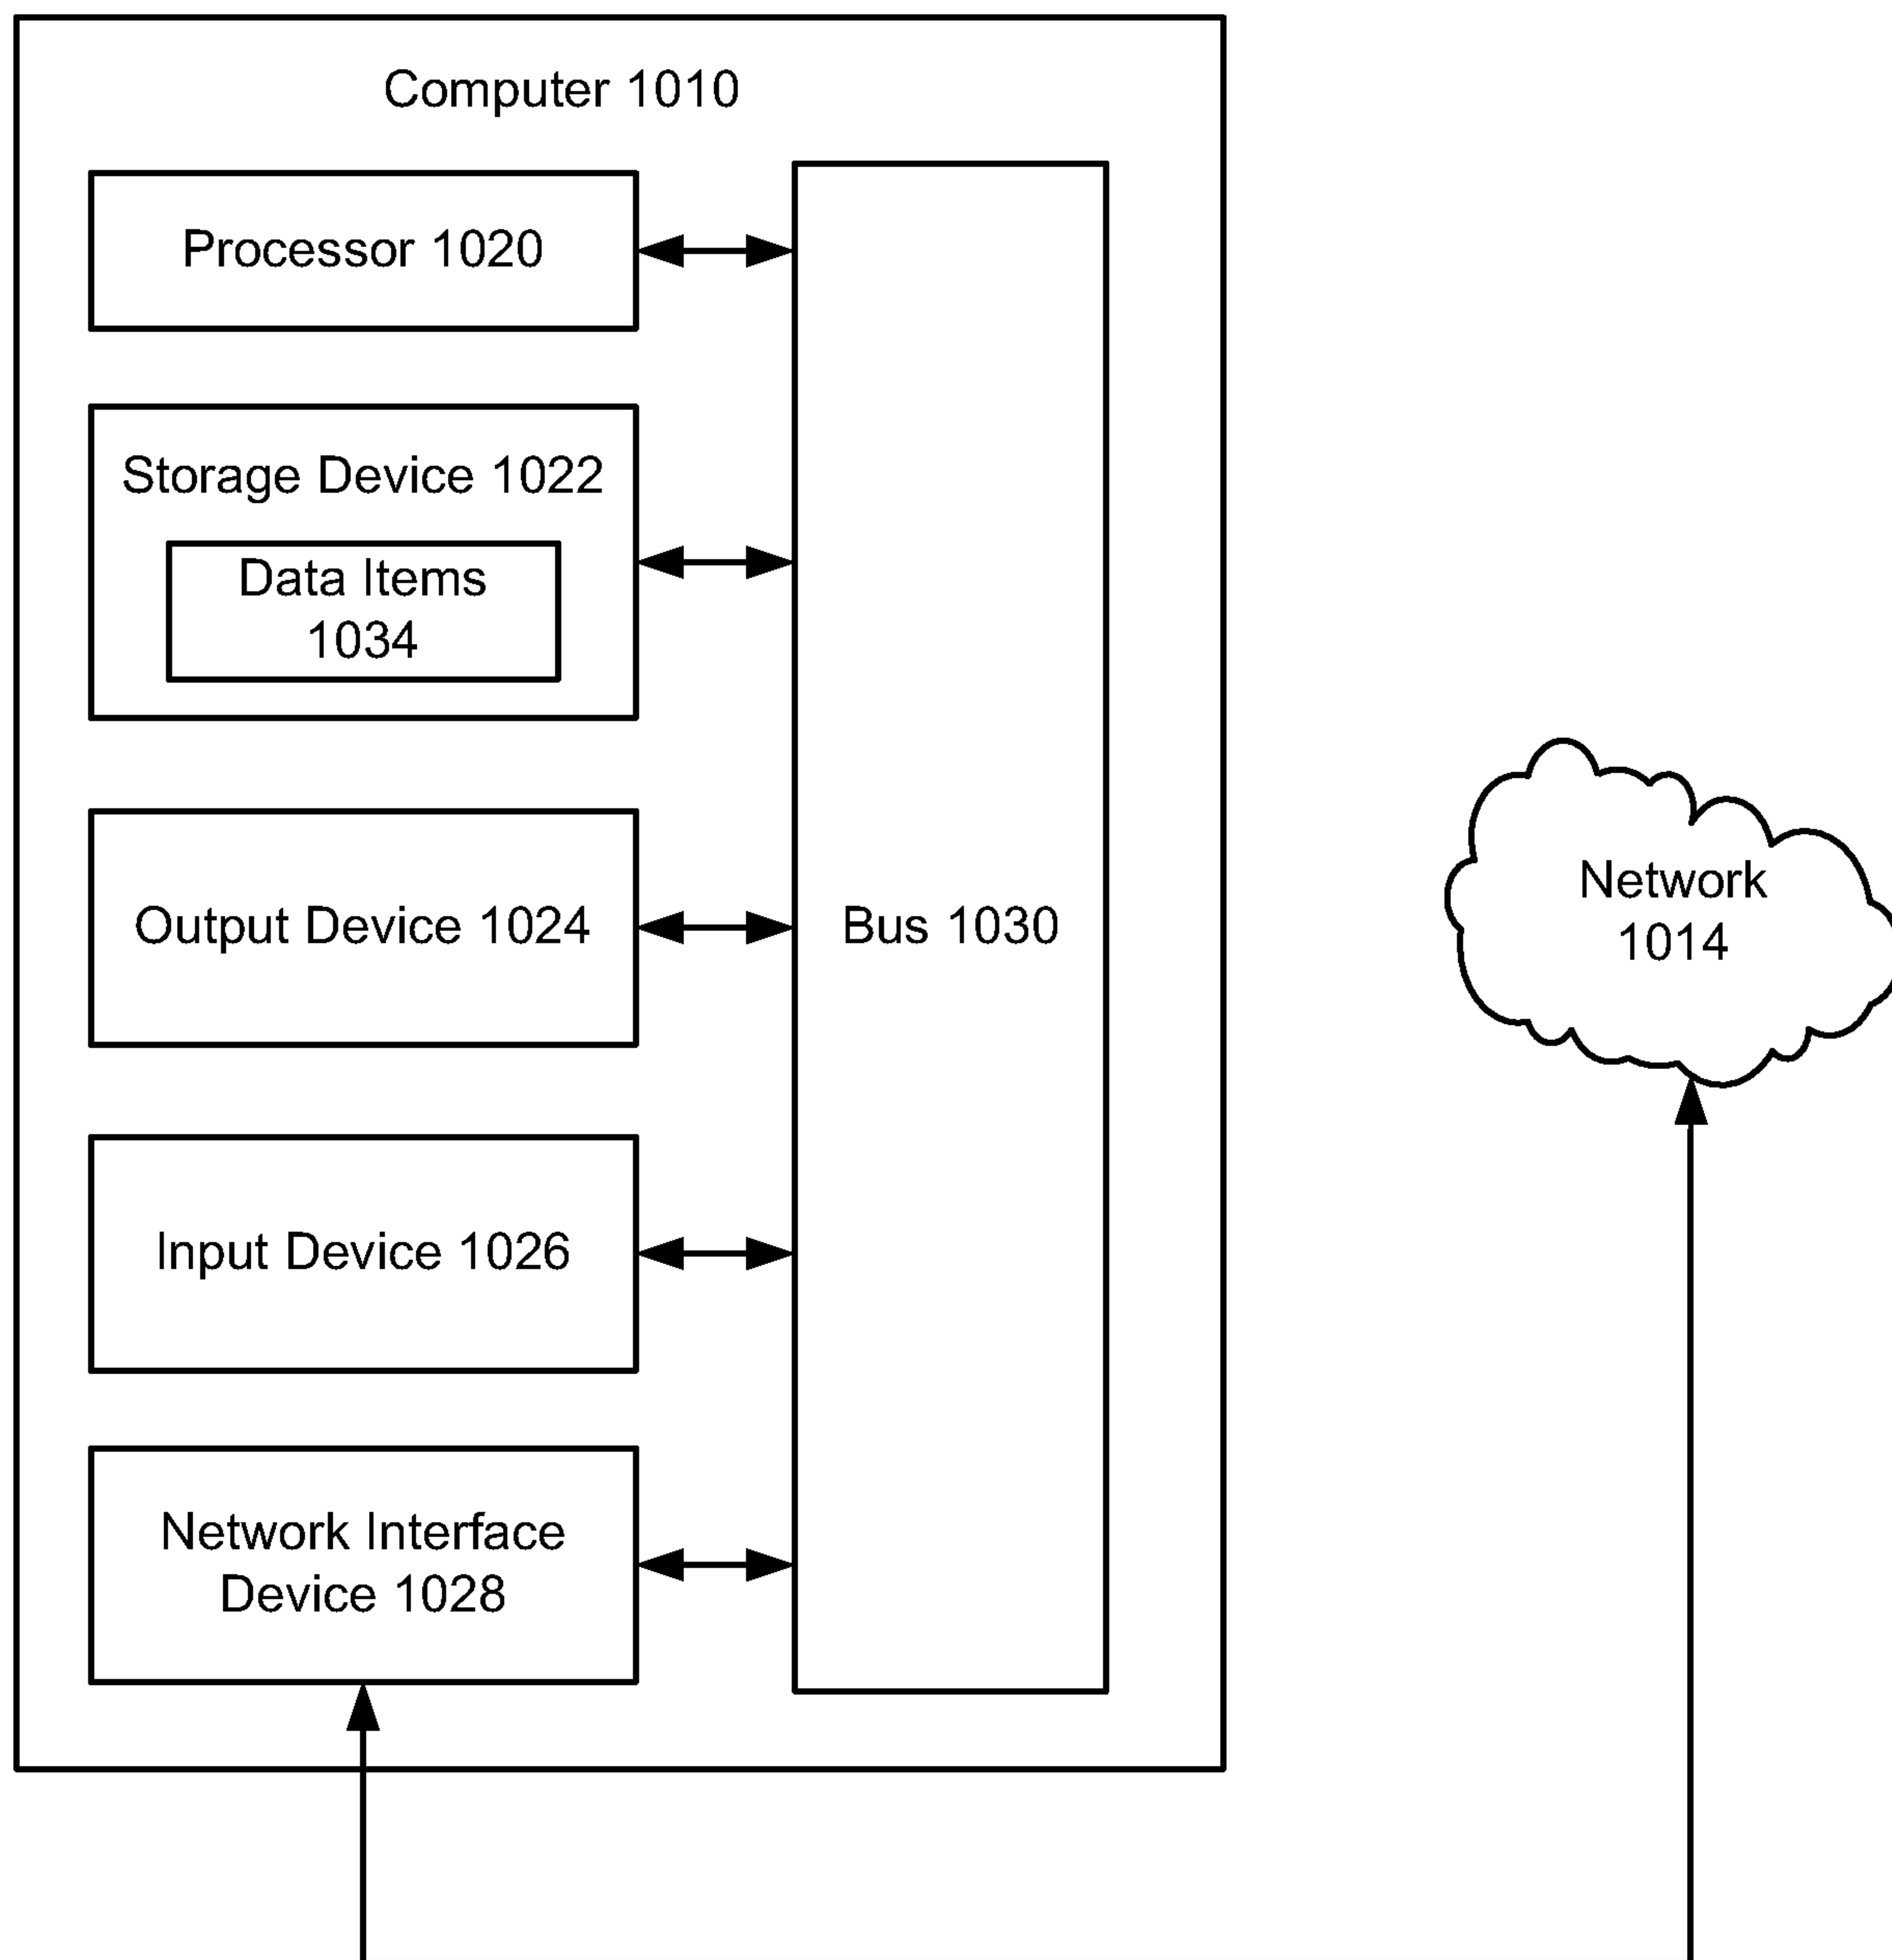 Computer 1010
Processor 1020
Storage Device 1022
Data Items
1034
Output Device 1024
Input Device 1026
Network Interface
Device 1028
Bus 1030
Network
1014